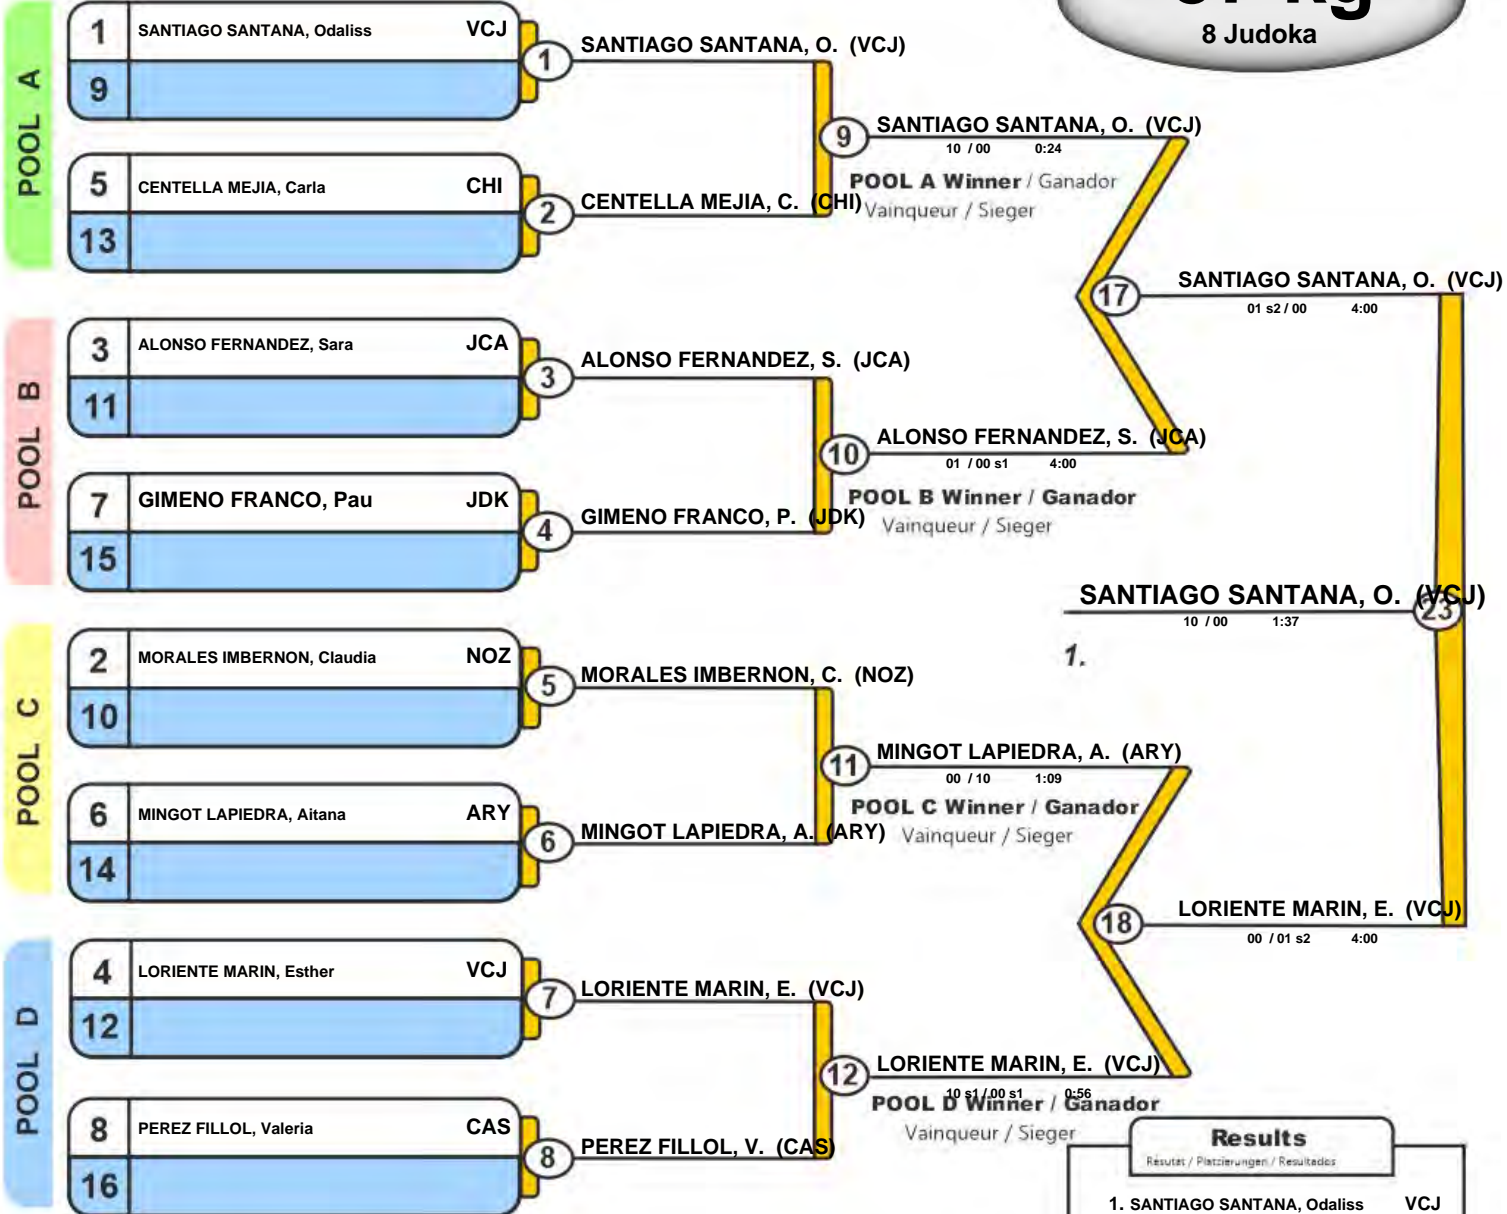 8 Judoka
POOL A
1 SANTIAGO SANTANA, Odaliss VCJ
9
1
SANTIAGO SANTANA, O. (VCJ)
5 CENTELLA MEJIA, Carla CHI
13
2
CENTELLA MEJIA, C. (CHI)
9
SANTIAGO SANTANA, O. (VCJ)
10 / 00 0:24
POOL A Winner / Ganador
Vainqueur / Sieger
POOL B
3 ALONSO FERNANDEZ, Sara JCA
11
3
ALONSO FERNANDEZ, S. (JCA)
7 GIMENO FRANCO, Pau JDK
15
4
GIMENO FRANCO, P. (JDK)
10
ALONSO FERNANDEZ, S. (JCA)
01 / 00 s1 4:00
POOL B Winner / Ganador
Vainqueur / Sieger
17
SANTIAGO SANTANA, O. (VCJ)
01 s2 / 00 4:00
SANTIAGO SANTANA, O. (VCJ)
23
10 / 00 1:37
1.
POOL C
2 MORALES IMBERNON, Claudia NOZ
10
5
MORALES IMBERNON, C. (NOZ)
6 MINGOT LAPIEDRA, Aitana ARY
14
6
MINGOT LAPIEDRA, A. (ARY)
11
MINGOT LAPIEDRA, A. (ARY)
00 / 10 1:09
POOL C Winner / Ganador
Vainqueur / Sieger
POOL D
4 LORIENTE MARIN, Esther VCJ
12
7
LORIENTE MARIN, E. (VCJ)
8 PEREZ FILLOL, Valeria CAS
16
8
PEREZ FILLOL, V. (CAS)
12
LORIENTE MARIN, E. (VCJ)
10 s1 / 00 s1 0:56
POOL D Winner / Ganador
Vainqueur / Sieger
18
LORIENTE MARIN, E. (VCJ)
00 / 01 s2 4:00
Results
Résutat / Platzierungen / Resultados
1. SANTIAGO SANTANA, Odaliss VCJ